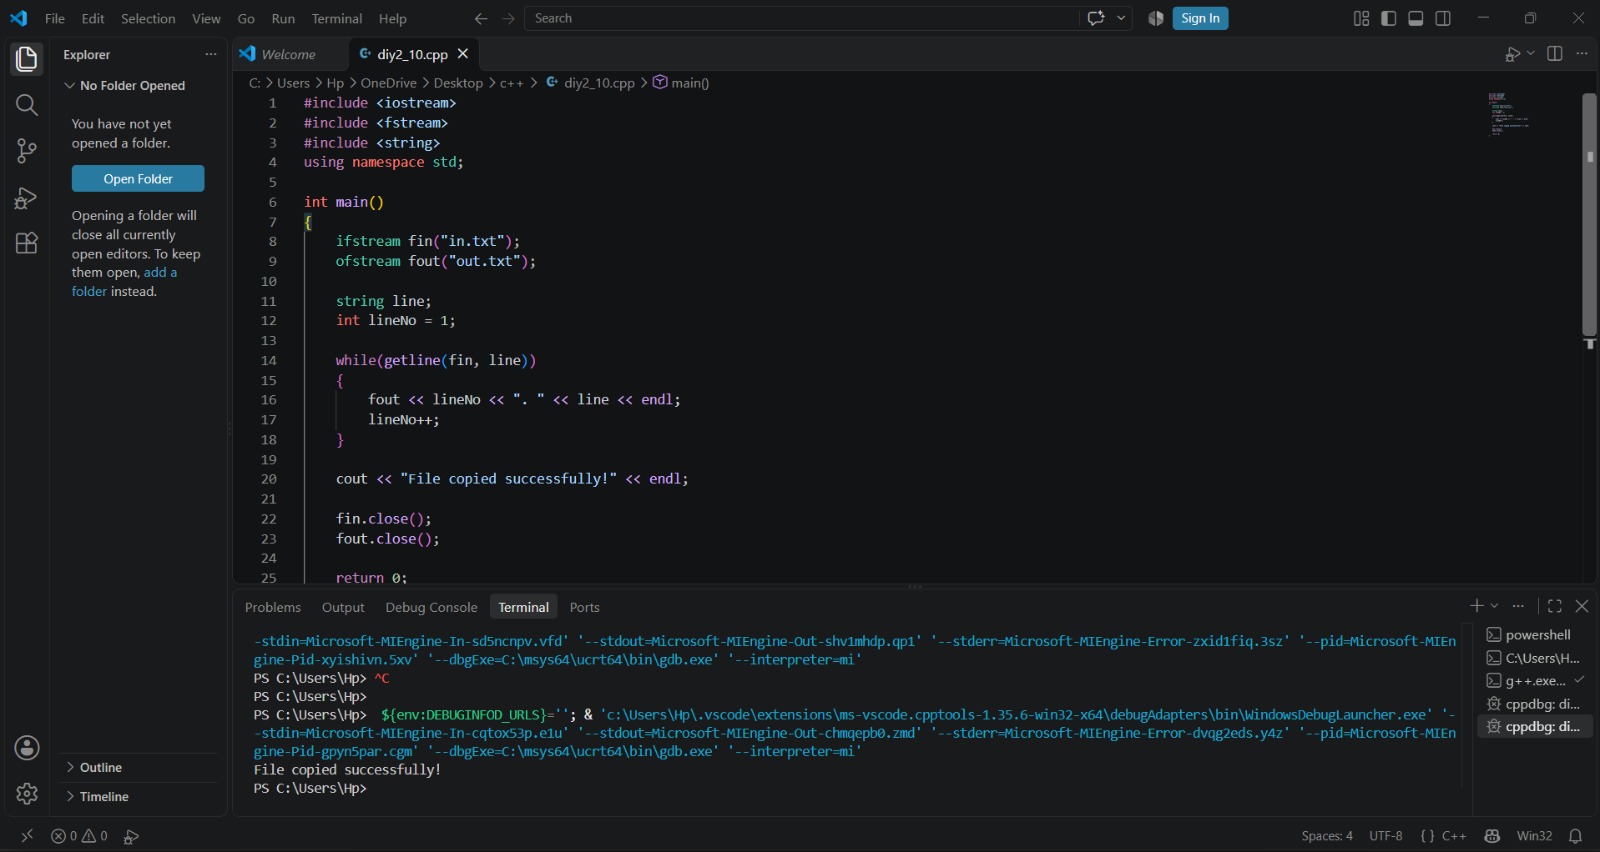 File Edit Selection View Go Run Terminal Help
Search
Sign In
Explorer
No Folder Opened
You have not yet
opened a folder.
Open Folder
Opening a folder will
close all currently
open editors. To keep
them open, add a
folder instead.
Outline
Timeline
Welcome
diy2_10.cpp
C: > Users > Hp > OneDrive > Desktop > c++ > diy2_10.cpp > main()
1 #include <iostream>
2 #include <fstream>
3 #include <string>
4 using namespace std;
5
6 int main()
7 {
8 ifstream fin("in.txt");
9 ofstream fout("out.txt");
10
11 string line;
12 int lineNo = 1;
13
14 while(getline(fin, line))
15 {
16 fout << lineNo << ". " << line << endl;
17 lineNo++;
18 }
19
20 cout << "File copied successfully!" << endl;
21
22 fin.close();
23 fout.close();
24
25 return 0;
Problems Output Debug Console Terminal Ports
-stdin=Microsoft-MIEngine-In-sd5ncnpv.vfd' '--stdout=Microsoft-MIEngine-Out-shv1mhdp.qp1' '--stderr=Microsoft-MIEngine-Error-zxid1fiq.3sz' '--pid=Microsoft-MIEn
gine-Pid-xyishivn.5xv' '--dbgExe=C:\msys64\ucrt64\bin\gdb.exe' '--interpreter=mi'
PS C:\Users\Hp> ^C
PS C:\Users\Hp>
PS C:\Users\Hp> ${env:DEBUGINFOD_URLS}=''; & 'c:\Users\Hp\.vscode\extensions\ms-vscode.cpptools-1.35.6-win32-x64\debugAdapters\bin\WindowsDebugLauncher.exe' '-
-stdin=Microsoft-MIEngine-In-cqtox53p.e1u' '--stdout=Microsoft-MIEngine-Out-chmqepb0.zmd' '--stderr=Microsoft-MIEngine-Error-dvqg2eds.y4z' '--pid=Microsoft-MIEn
gine-Pid-gpyn5par.cgm' '--dbgExe=C:\msys64\ucrt64\bin\gdb.exe' '--interpreter=mi'
File copied successfully!
PS C:\Users\Hp>
powershell
C:\Users\H...
g++.exe...
cppdbg: di...
cppdbg: di...
0 0
Spaces: 4 UTF-8 {} C++ Win32